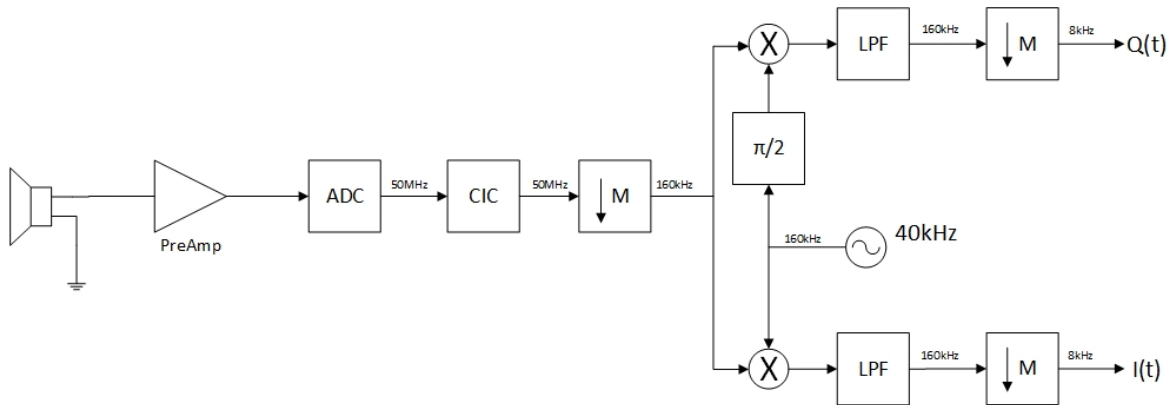 160kHz
8kHz
X
LPF
M
Q(t)
π/2
50MHz
50MHz
160kHz
ADC
CIC
M
PreAmp
160kHz
40kHz
160kHz
8kHz
X
LPF
M
I(t)